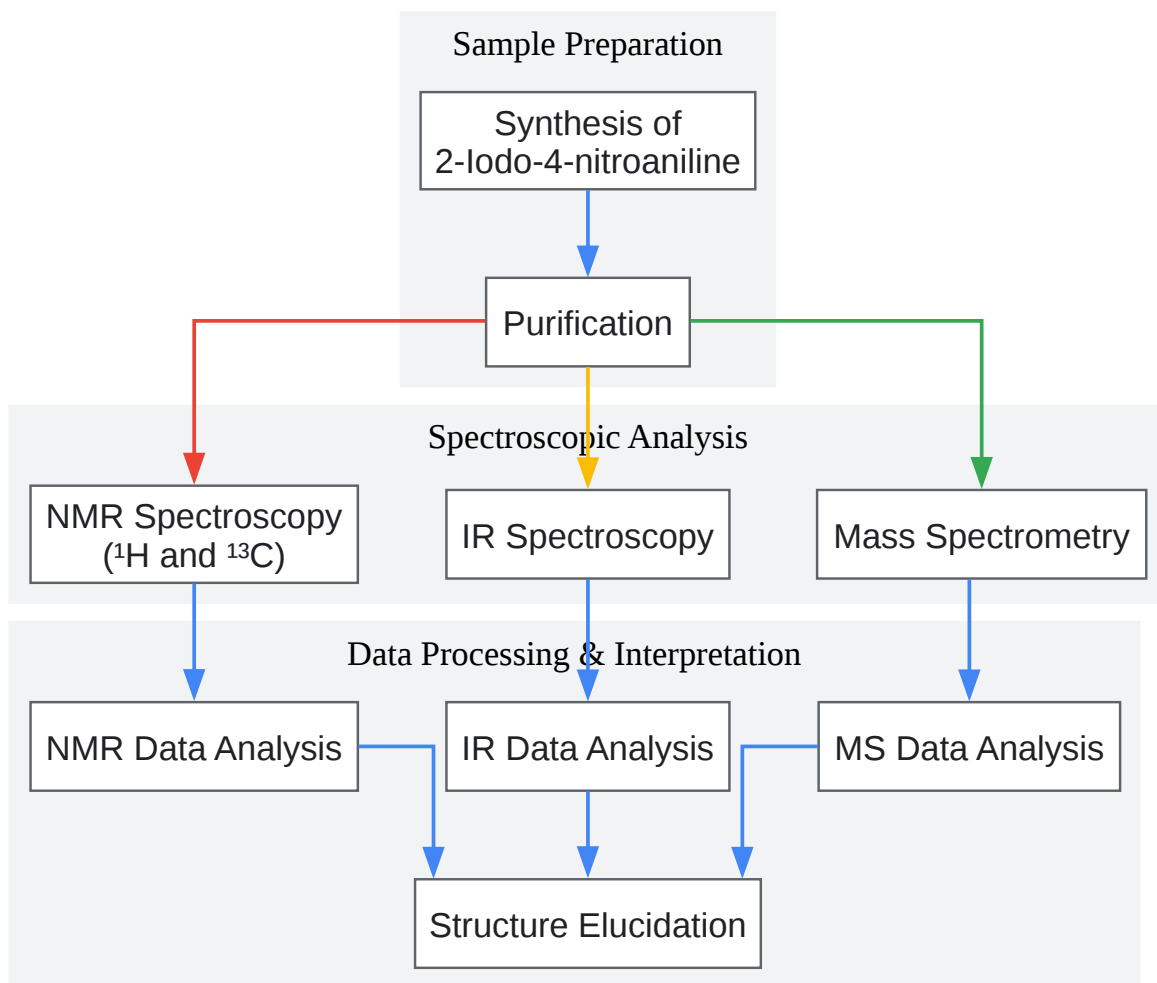 Sample Preparation
Synthesis of
2-Iodo-4-nitroaniline
Purification
Spectroscopic Analysis
NMR Spectroscopy
(¹H and ¹³C)
IR Spectroscopy
Mass Spectrometry
Data Processing & Interpretation
NMR Data Analysis
IR Data Analysis
MS Data Analysis
Structure Elucidation